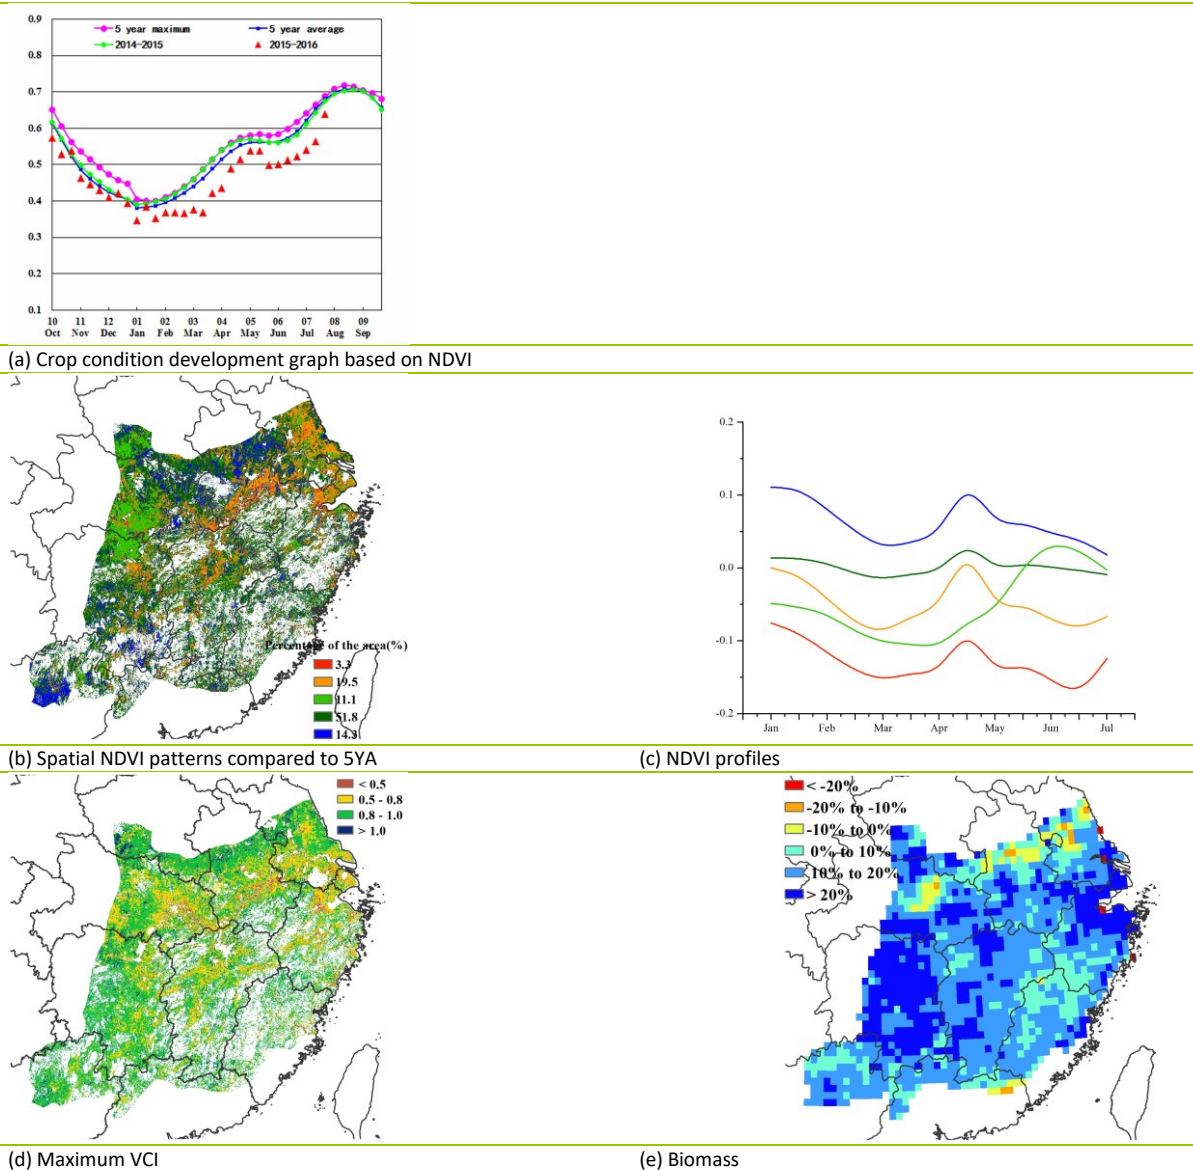 0.9
5 year maximum
5 year average
2014-2015
2015-2016
0.8
0.7
0.6
0.5
0.4
0.3
0.2
0.1
10 11 12 01 02 03 04 05 06 07 08 09
Oct Nov Dec Jan Feb Mar Apr May Jun Jul Aug Sep
(a) Crop condition development graph based on NDVI
Percentage of the area(%)
3.3
19.5
11.1
51.8
14.3
0.2
0.1
0.0
-0.1
-0.2
Jan Feb Mar Apr May Jun Jul
(b) Spatial NDVI patterns compared to 5YA
(c) NDVI profiles
< 0.5
0.5 - 0.8
0.8 - 1.0
> 1.0
< -20%
-20% to -10%
-10% to 0%
0% to 10%
10% to 20%
> 20%
(d) Maximum VCI
(e) Biomass